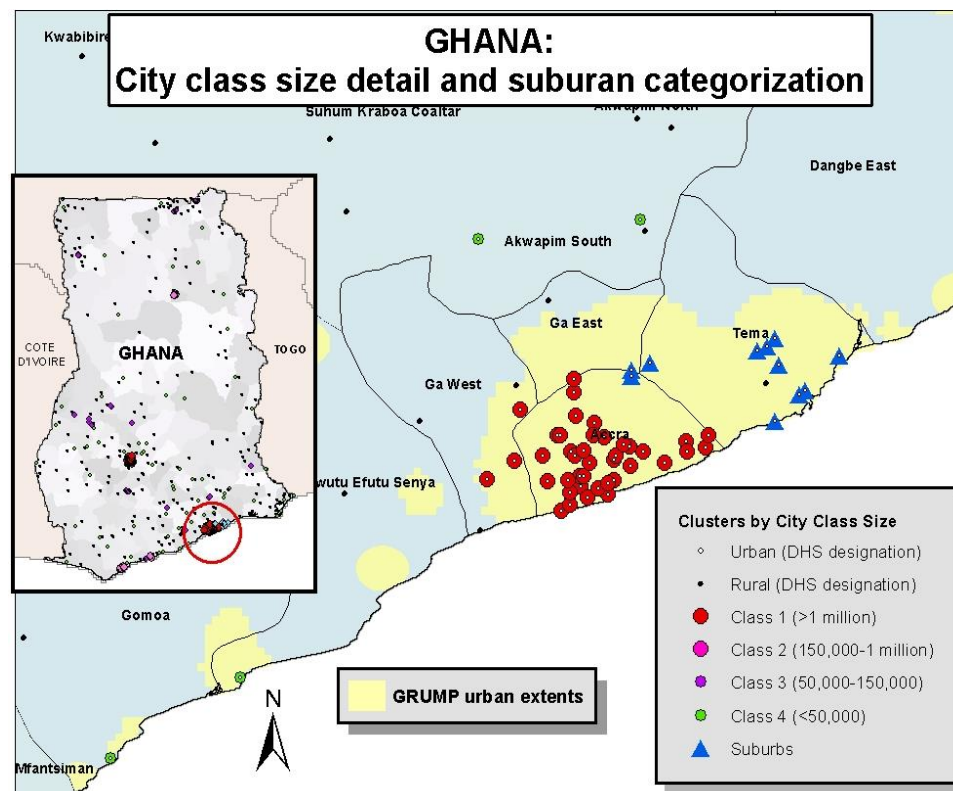 GHANA:
City class size detail and suburan categorization
Kwabibire
Suhum Kraboa Coaltar
Akwapim North
Dangbe East
Akwapim South
Ga East
Tema
Ga West
Accra
wutu Efutu Senya
Gomoa
Mfantsiman
COTE
D'IVOIRE
GHANA
TOGO
N
GRUMP urban extents
Clusters by City Class Size
Urban (DHS designation)
Rural (DHS designation)
Class 1 (>1 million)
Class 2 (150,000-1 million)
Class 3 (50,000-150,000)
Class 4 (<50,000)
Suburbs